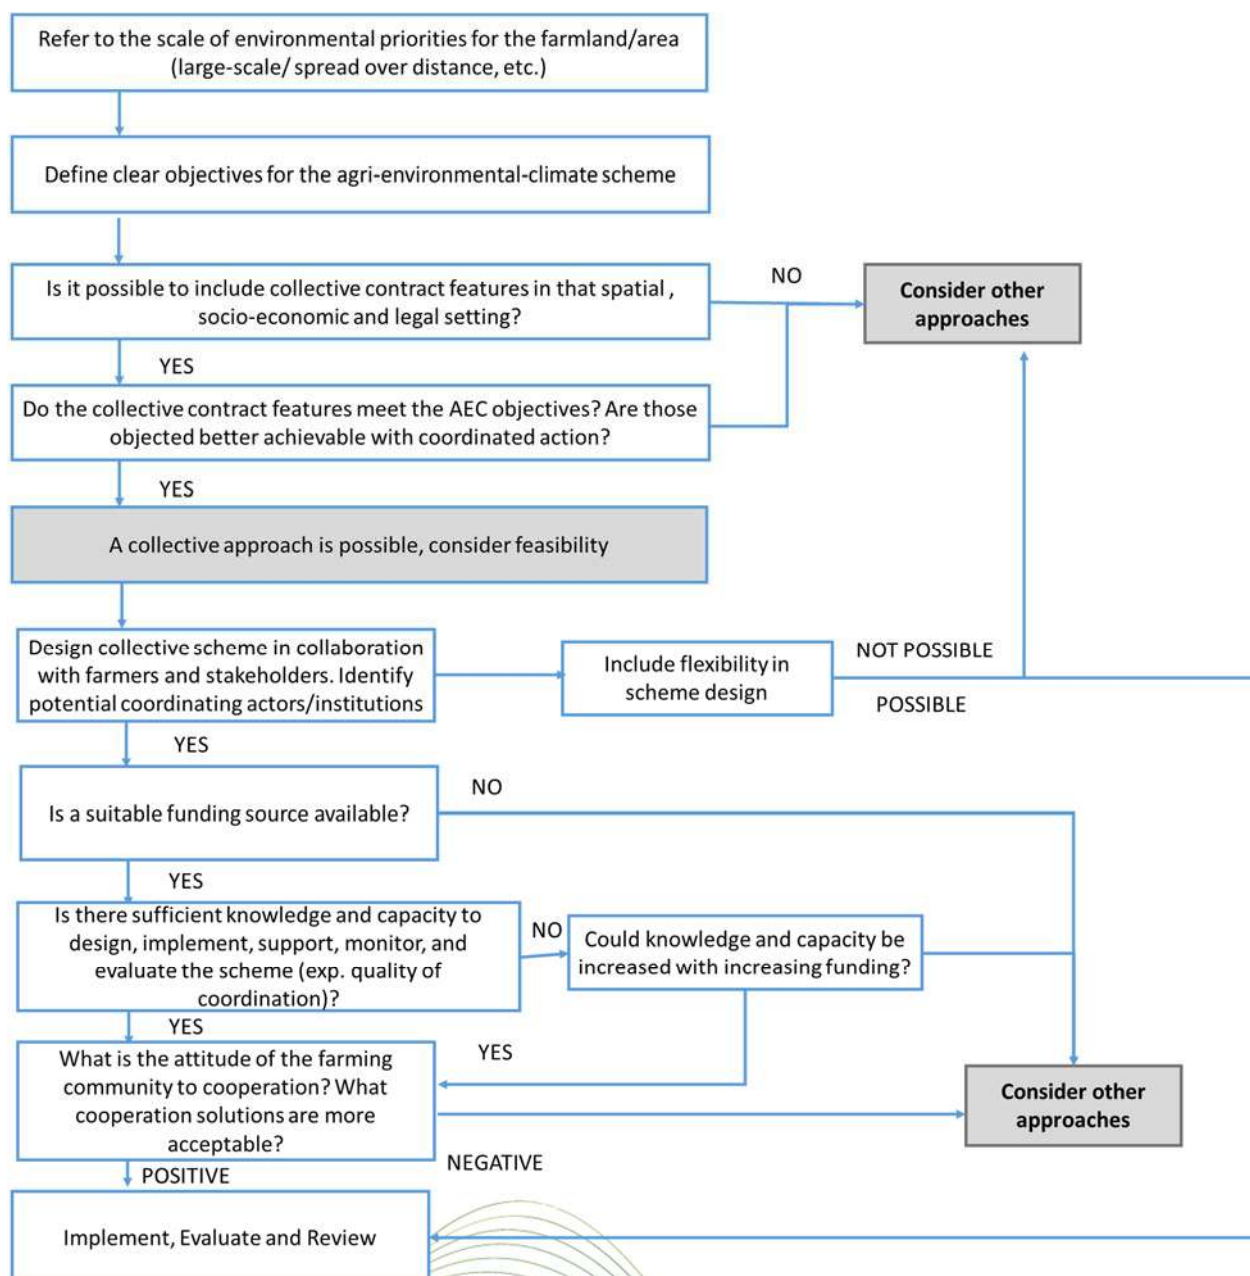 Refer to the scale of environmental priorities for the farmland/area
(large-scale/ spread over distance, etc.)
Define clear objectives for the agri-environmental-climate scheme
Is it possible to include collective contract features in that spatial ,
socio-economic and legal setting?
NO
Consider other
approaches
YES
Do the collective contract features meet the AEC objectives? Are those
objected better achievable with coordinated action?
YES
A collective approach is possible, consider feasibility
Design collective scheme in collaboration
with farmers and stakeholders. Identify
potential coordinating actors/institutions
Include flexibility in
scheme design
NOT POSSIBLE
POSSIBLE
YES
Is a suitable funding source available?
NO
YES
Is there sufficient knowledge and capacity to
design, implement, support, monitor, and
evaluate the scheme (exp. quality of
coordination)?
NO
Could knowledge and capacity be
increased with increasing funding?
YES
YES
What is the attitude of the farming
community to cooperation? What
cooperation solutions are more
acceptable?
Consider other
approaches
NEGATIVE
POSITIVE
Implement, Evaluate and Review